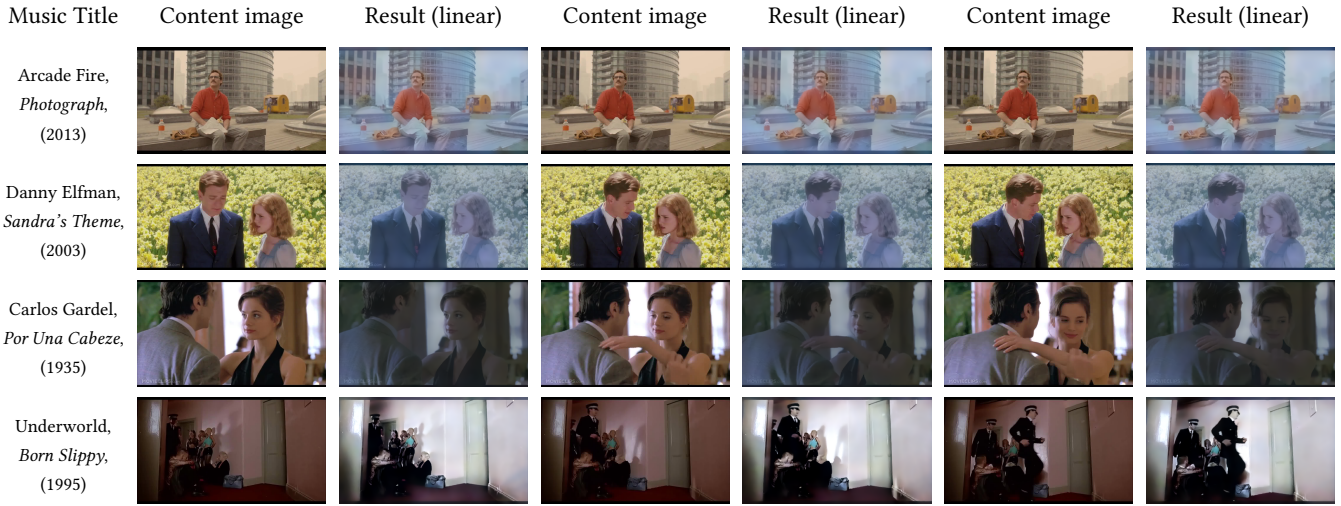 Music Title Content image Result (linear) Content image Result (linear) Content image Result (linear)
Arcade Fire,
Photograph,
(2013)
Danny Elfman,
Sandra's Theme,
(2003)
Carlos Gardel,
Por Una Cabeze,
(1935)
Underworld,
Born Slippy,
(1995)